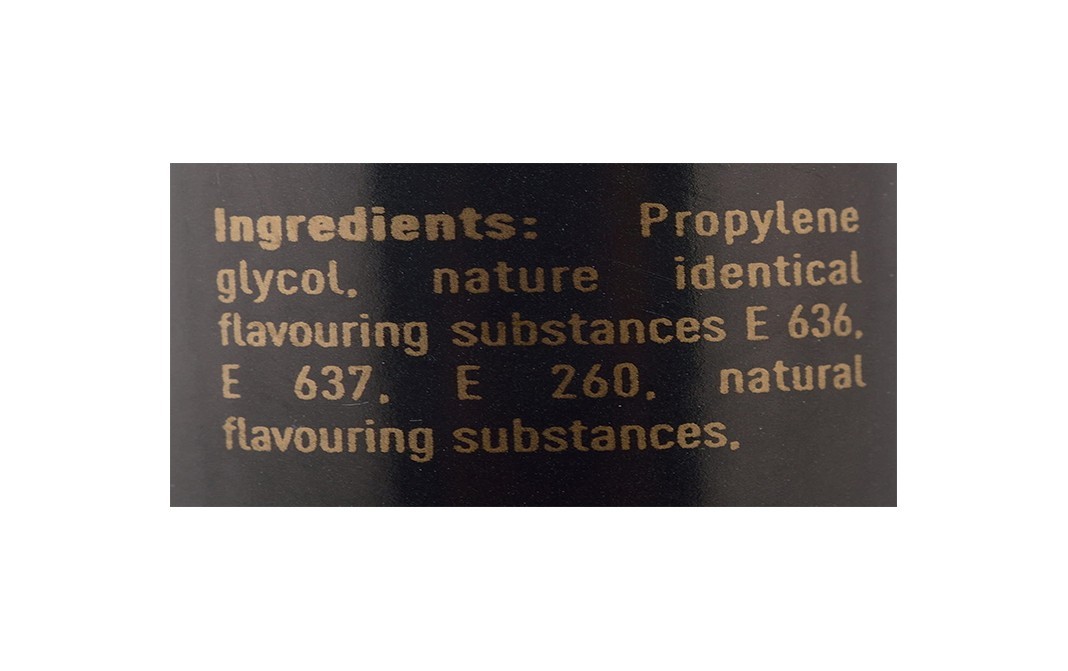 Ingredients: Propylene
glycol, nature identical
flavouring substances E 636,
E 637, E 260, natural
flavouring substances.